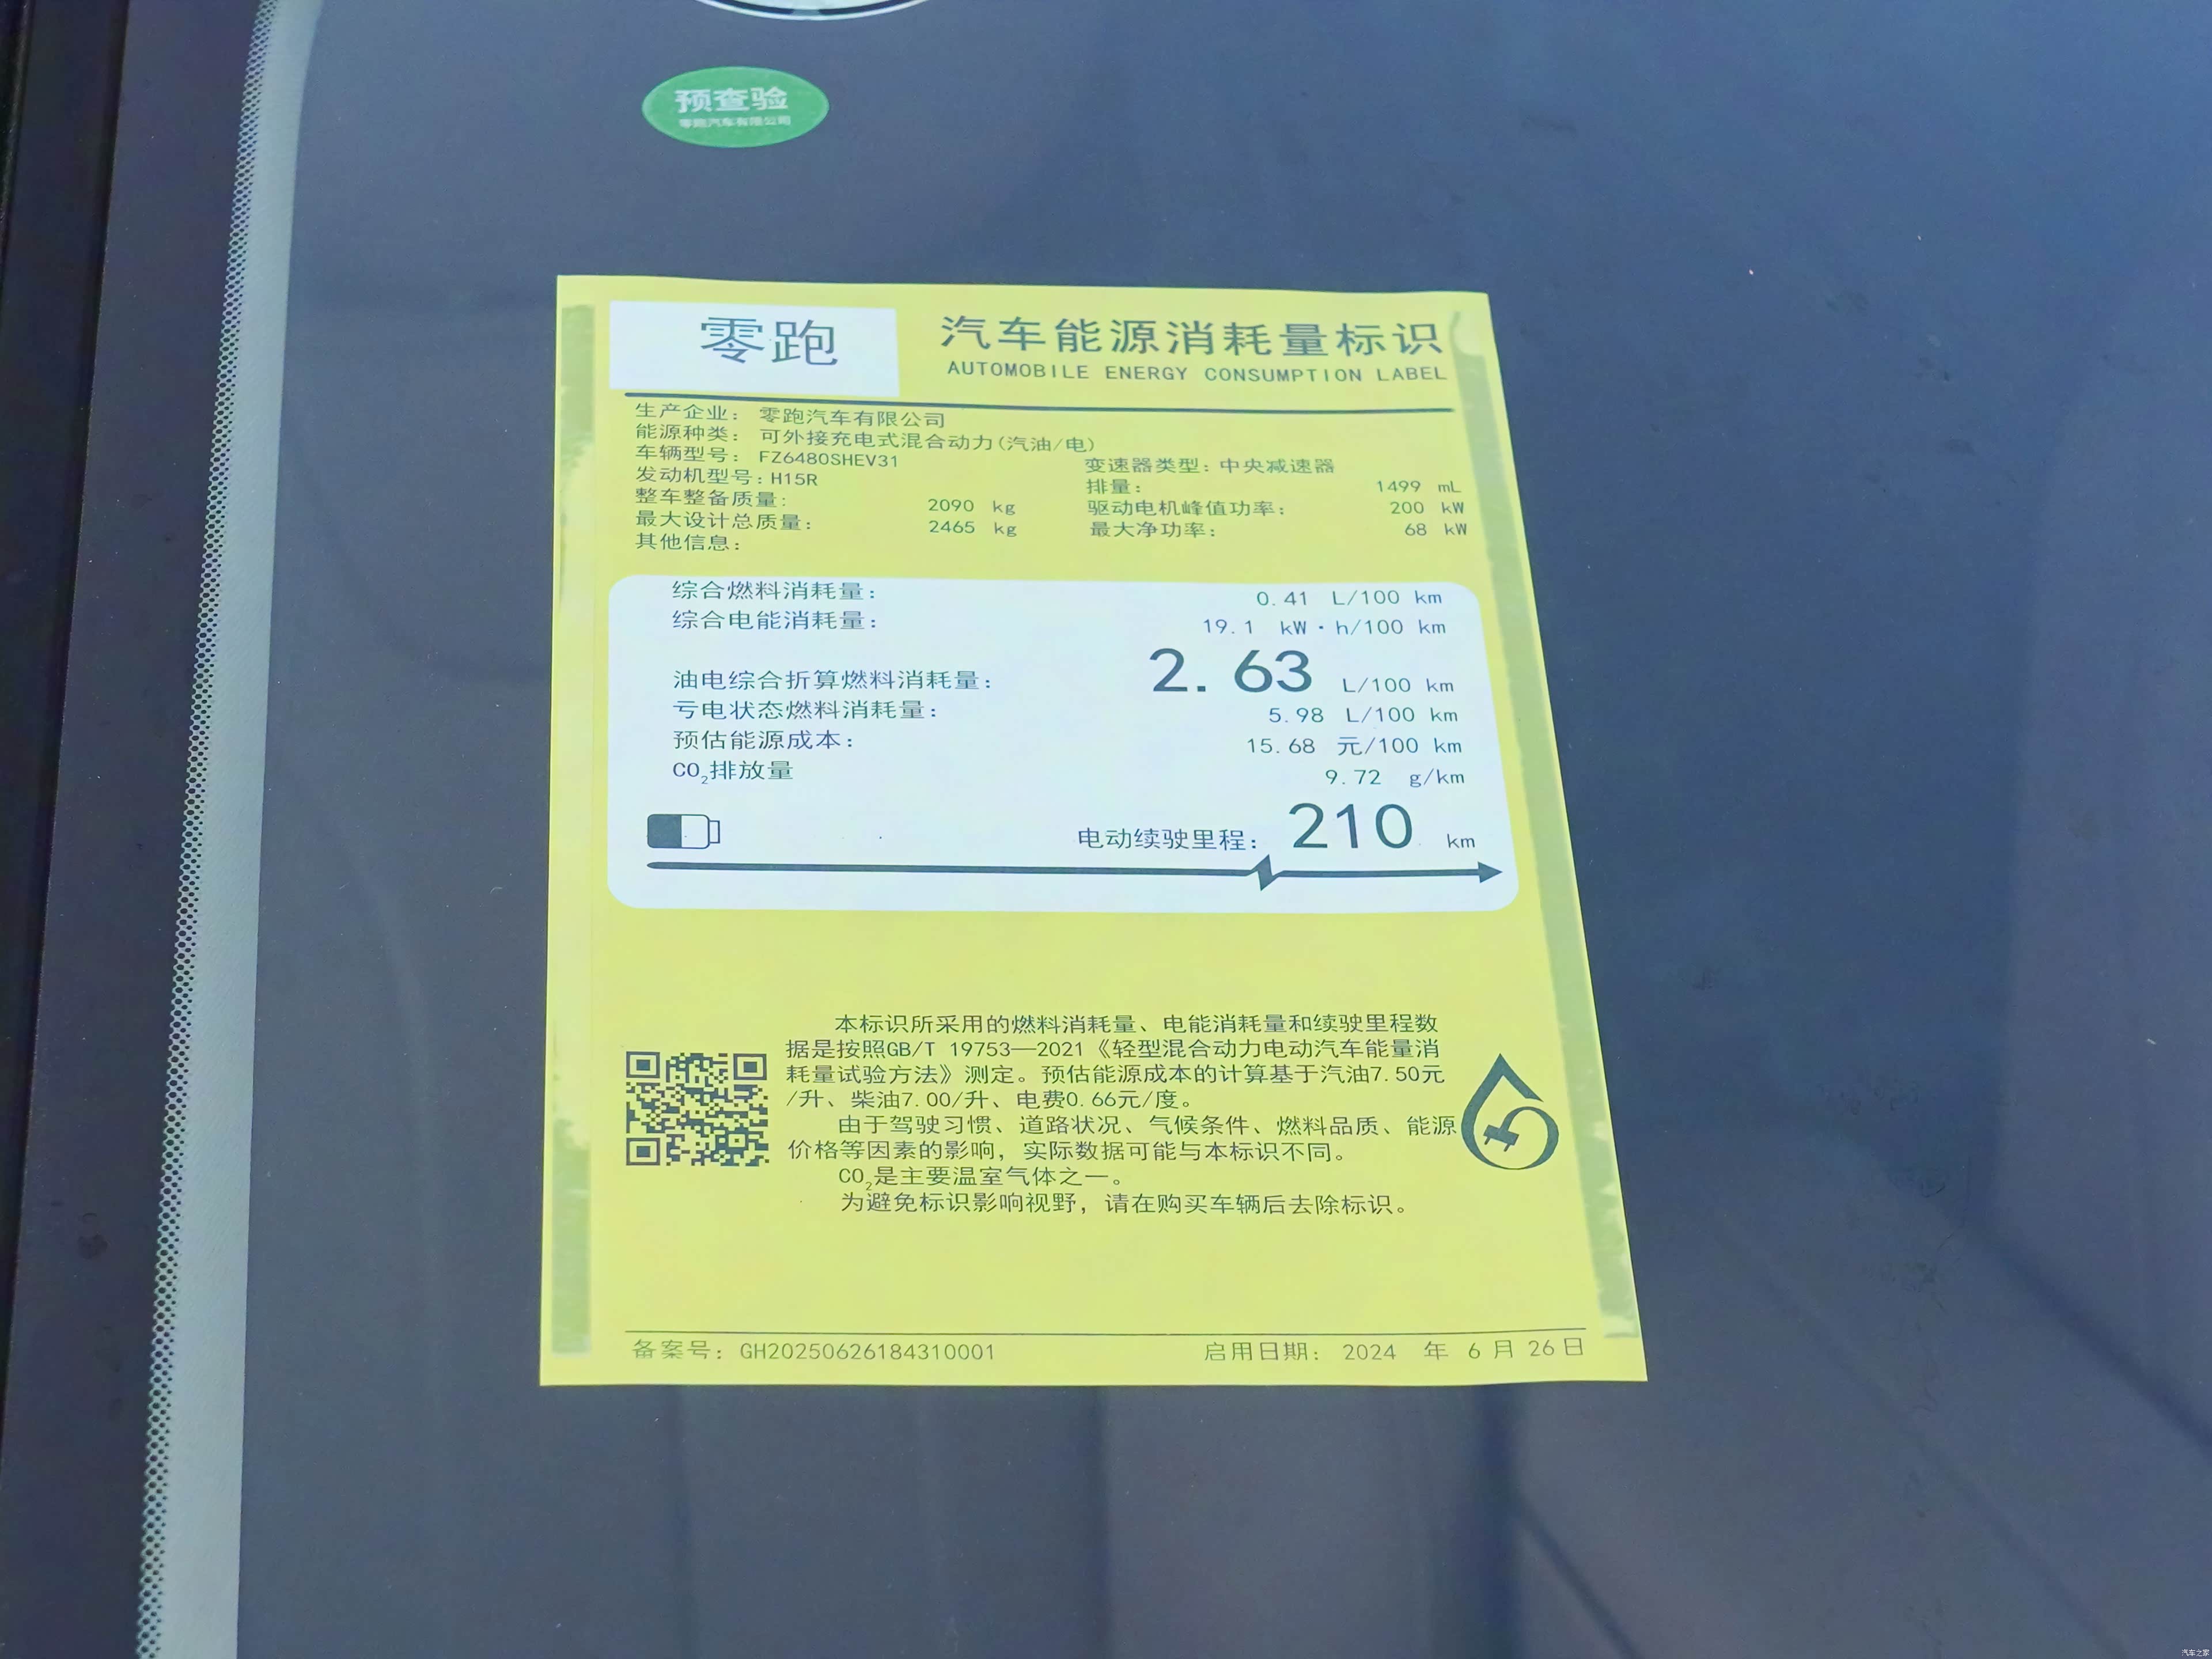 预查验
零跑汽车有限公司
零跑
汽车能源消耗量标识
AUTOMOBILE ENERGY CONSUMPTION LABEL
生产企业： 零跑汽车有限公司
能源种类： 可外接充电式混合动力(汽油/电)
车辆型号： FZ6480SHEV31 变速器类型：中央减速器
发动机型号：H15R 排量： 1499 mL
整车整备质量： 2090 kg 驱动电机峰值功率： 200 kW
最大设计总质量： 2465 kg 最大净功率： 68 kW
其他信息：
综合燃料消耗量： 0.41 L/100 km
综合电能消耗量： 19.1 kW·h/100 km
油电综合折算燃料消耗量： 2.63 L/100 km
亏电状态燃料消耗量： 5.98 L/100 km
预估能源成本： 15.68 元/100 km
CO₂排放量 9.72 g/km
电动续驶里程： 210 km
本标识所采用的燃料消耗量、电能消耗量和续驶里程数
据是按照GB/T 19753—2021《轻型混合动力电动汽车能量消
耗量试验方法》测定。预估能源成本的计算基于汽油7.50元
/升、柴油7.00/升、电费0.66元/度。
由于驾驶习惯、道路状况、气候条件、燃料品质、能源
价格等因素的影响，实际数据可能与本标识不同。
CO₂是主要温室气体之一。
为避免标识影响视野，请在购买车辆后去除标识。
备案号：GH20250626184310001 启用日期： 2024 年 6 月 26 日
汽车之家